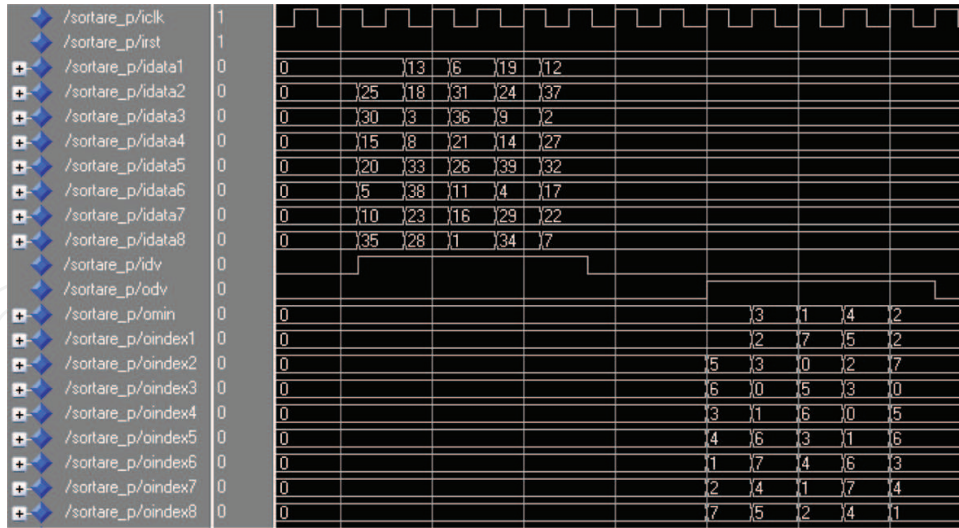 /sortare_p/iclk 1
/sortare_p/irst 1
/sortare_p/idata1 0 0 13 6 19 12
/sortare_p/idata2 0 0 25 18 31 24 37
/sortare_p/idata3 0 0 30 3 36 9 2
/sortare_p/idata4 0 0 15 8 21 14 27
/sortare_p/idata5 0 0 20 33 26 39 32
/sortare_p/idata6 0 0 5 38 11 4 17
/sortare_p/idata7 0 0 10 23 16 29 22
/sortare_p/idata8 0 0 35 28 1 34 7
/sortare_p/idv 0
/sortare_p/odv 0
/sortare_p/omin 0 0 3 1 4 2
/sortare_p/oindex1 0 0 2 7 5 2
/sortare_p/oindex2 0 0 5 3 0 2 7
/sortare_p/oindex3 0 0 6 0 5 3 0
/sortare_p/oindex4 0 0 3 1 6 0 5
/sortare_p/oindex5 0 0 4 6 3 1 6
/sortare_p/oindex6 0 0 1 7 4 6 3
/sortare_p/oindex7 0 0 2 4 1 7 4
/sortare_p/oindex8 0 0 7 5 2 4 1